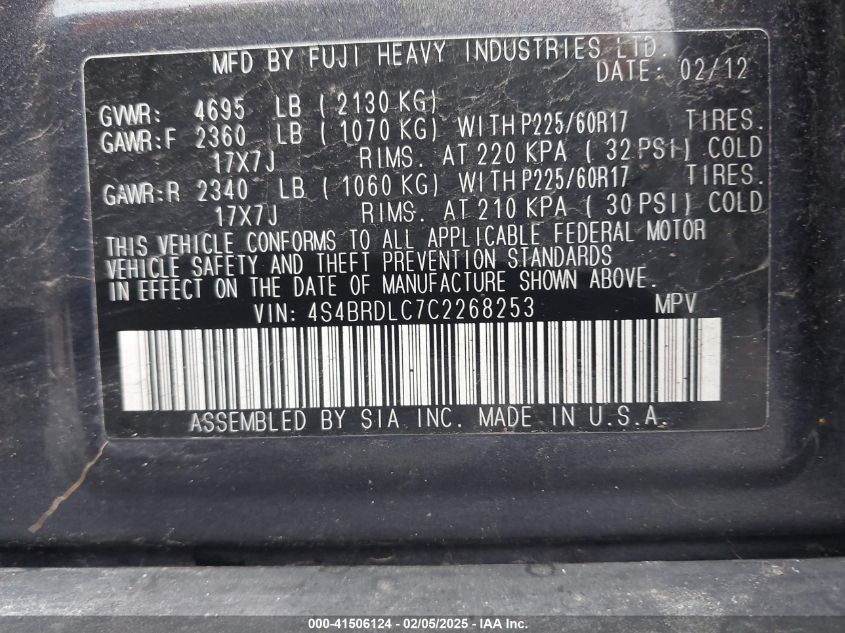 MFD BY FUJI HEAVY INDUSTRIES LTD.
DATE: 02/12
GVWR: 4695 LB ( 2130 KG)
GAWR:F 2360 LB ( 1070 KG) WITH P225/60R17 TIRES.
17X7J RIMS. AT 220 KPA ( 32 PSI) COLD
GAWR:R 2340 LB ( 1060 KG) WITH P225/60R17 TIRES.
17X7J RIMS. AT 210 KPA ( 30 PSI) COLD
THIS VEHICLE CONFORMS TO ALL APPLICABLE FEDERAL MOTOR
VEHICLE SAFETY AND THEFT PREVENTION STANDARDS
IN EFFECT ON THE DATE OF MANUFACTURE SHOWN ABOVE.
VIN: 4S4BRDLC7C2268253 MPV
ASSEMBLED BY SIA INC. MADE IN U.S.A.
000-41506124 - 02/05/2025 - IAA Inc.